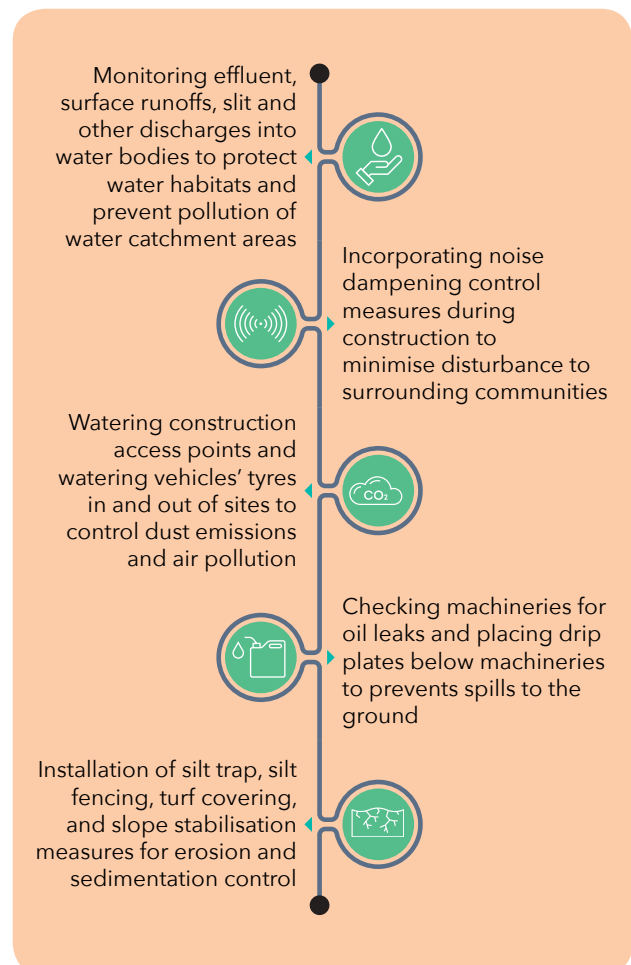 Monitoring effluent,
surface runoffs, slit and
other discharges into
water bodies to protect
water habitats and
prevent pollution of
water catchment areas
Incorporating noise
dampening control
measures during
construction to
minimise disturbance to
surrounding communities
Watering construction
access points and
watering vehicles’ tyres
in and out of sites to
control dust emissions
and air pollution
CO₂
Checking machineries for
oil leaks and placing drip
plates below machineries
to prevents spills to the
ground
Installation of silt trap, silt
fencing, turf covering,
and slope stabilisation
measures for erosion and
sedimentation control